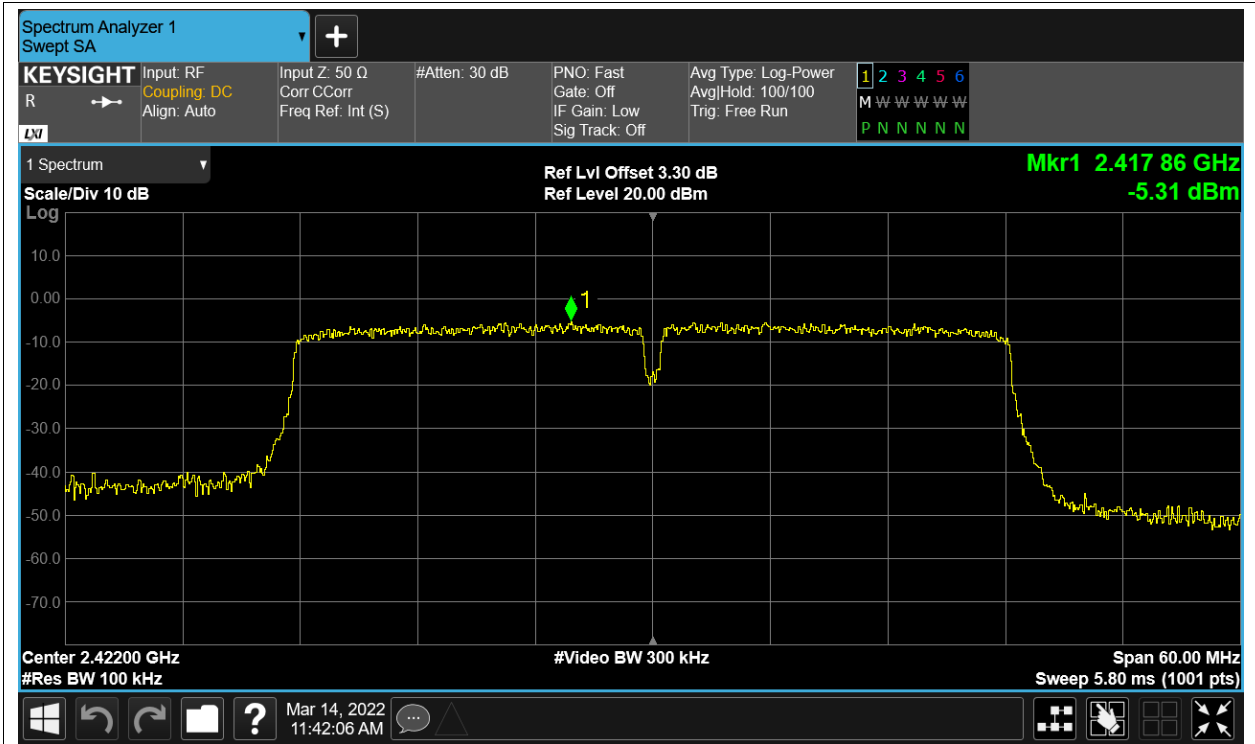 Spectrum Analyzer 1
Swept SA
KEYSIGHT
R
LXI
Input: RF
Coupling: DC
Align: Auto
Input Z: 50 Ω
Corr CCorr
Freq Ref: Int (S)
#Atten: 30 dB
PNO: Fast
Gate: Off
IF Gain: Low
Sig Track: Off
Avg Type: Log-Power
Avg|Hold: 100/100
Trig: Free Run
1 2 3 4 5 6
M W W W W W
P N N N N N
1 Spectrum
Scale/Div 10 dB
Log
Ref Lvl Offset 3.30 dB
Ref Level 20.00 dBm
Mkr1 2.417 86 GHz
-5.31 dBm
10.0
0.00
-10.0
-20.0
-30.0
-40.0
-50.0
-60.0
-70.0
1
Center 2.42200 GHz
#Res BW 100 kHz
#Video BW 300 kHz
Span 60.00 MHz
Sweep 5.80 ms (1001 pts)
?
Mar 14, 2022
11:42:06 AM